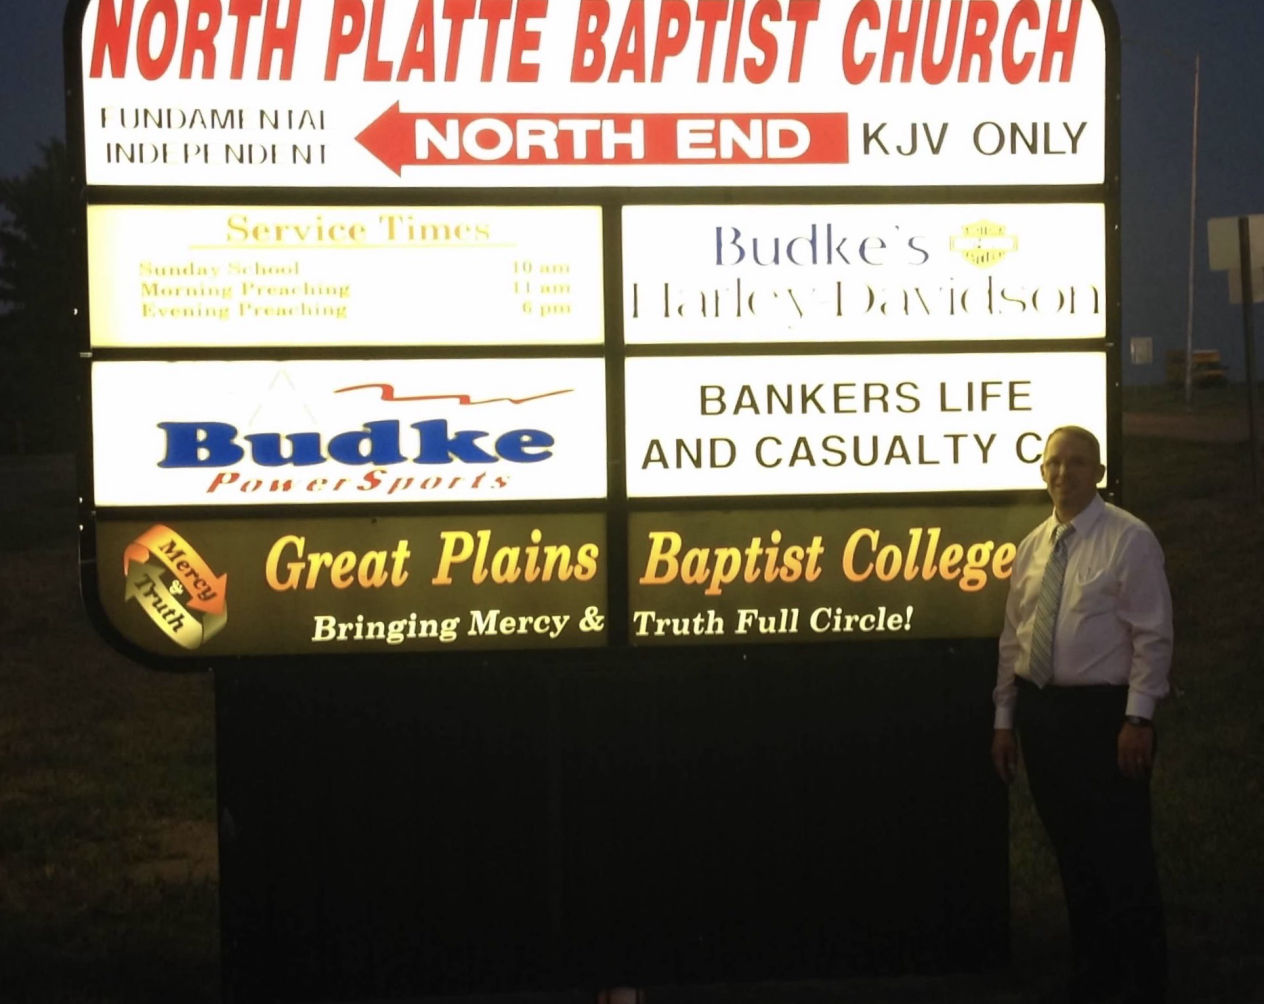 NORTH PLATTE BAPTIST CHURCH
FUNDAMENTAL
INDEPENDENT
NORTH END
KJV ONLY
Service Times
Sunday School 10 am
Morning Preaching 11 am
Evening Preaching 6 pm
Budke's
Harley-Davidson
Budke
PowerSports
BANKERS LIFE
AND CASUALTY C
Mercy
&
Truth
Great Plains Baptist College
Bringing Mercy & Truth Full Circle!